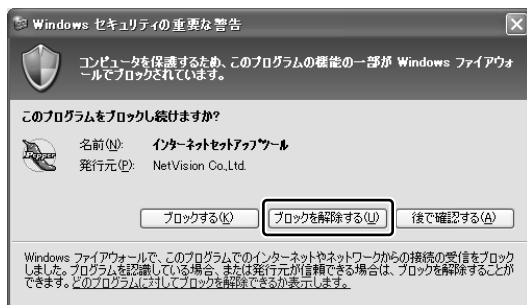 Windows セキュリティの重要な警告
コンピュータを保護するため、このプログラムの機能の一部が Windows ファイアウォ
ールでブロックされています。
このプログラムをブロックし続けますか?
名前(N): インターネットセットアップツール
発行元(P): NetVision Co.,Ltd.
ブロックする(K) ブロックを解除する(U) 後で確認する(A)
Windows ファイアウォールで、このプログラムでのインターネットやネットワークからの接続の受信をブロック
しました。プログラムを認識している場合、または発行元が信頼できる場合は、ブロックを解除することが
できます。どのプログラムに対してブロックを解除できるか表示します。